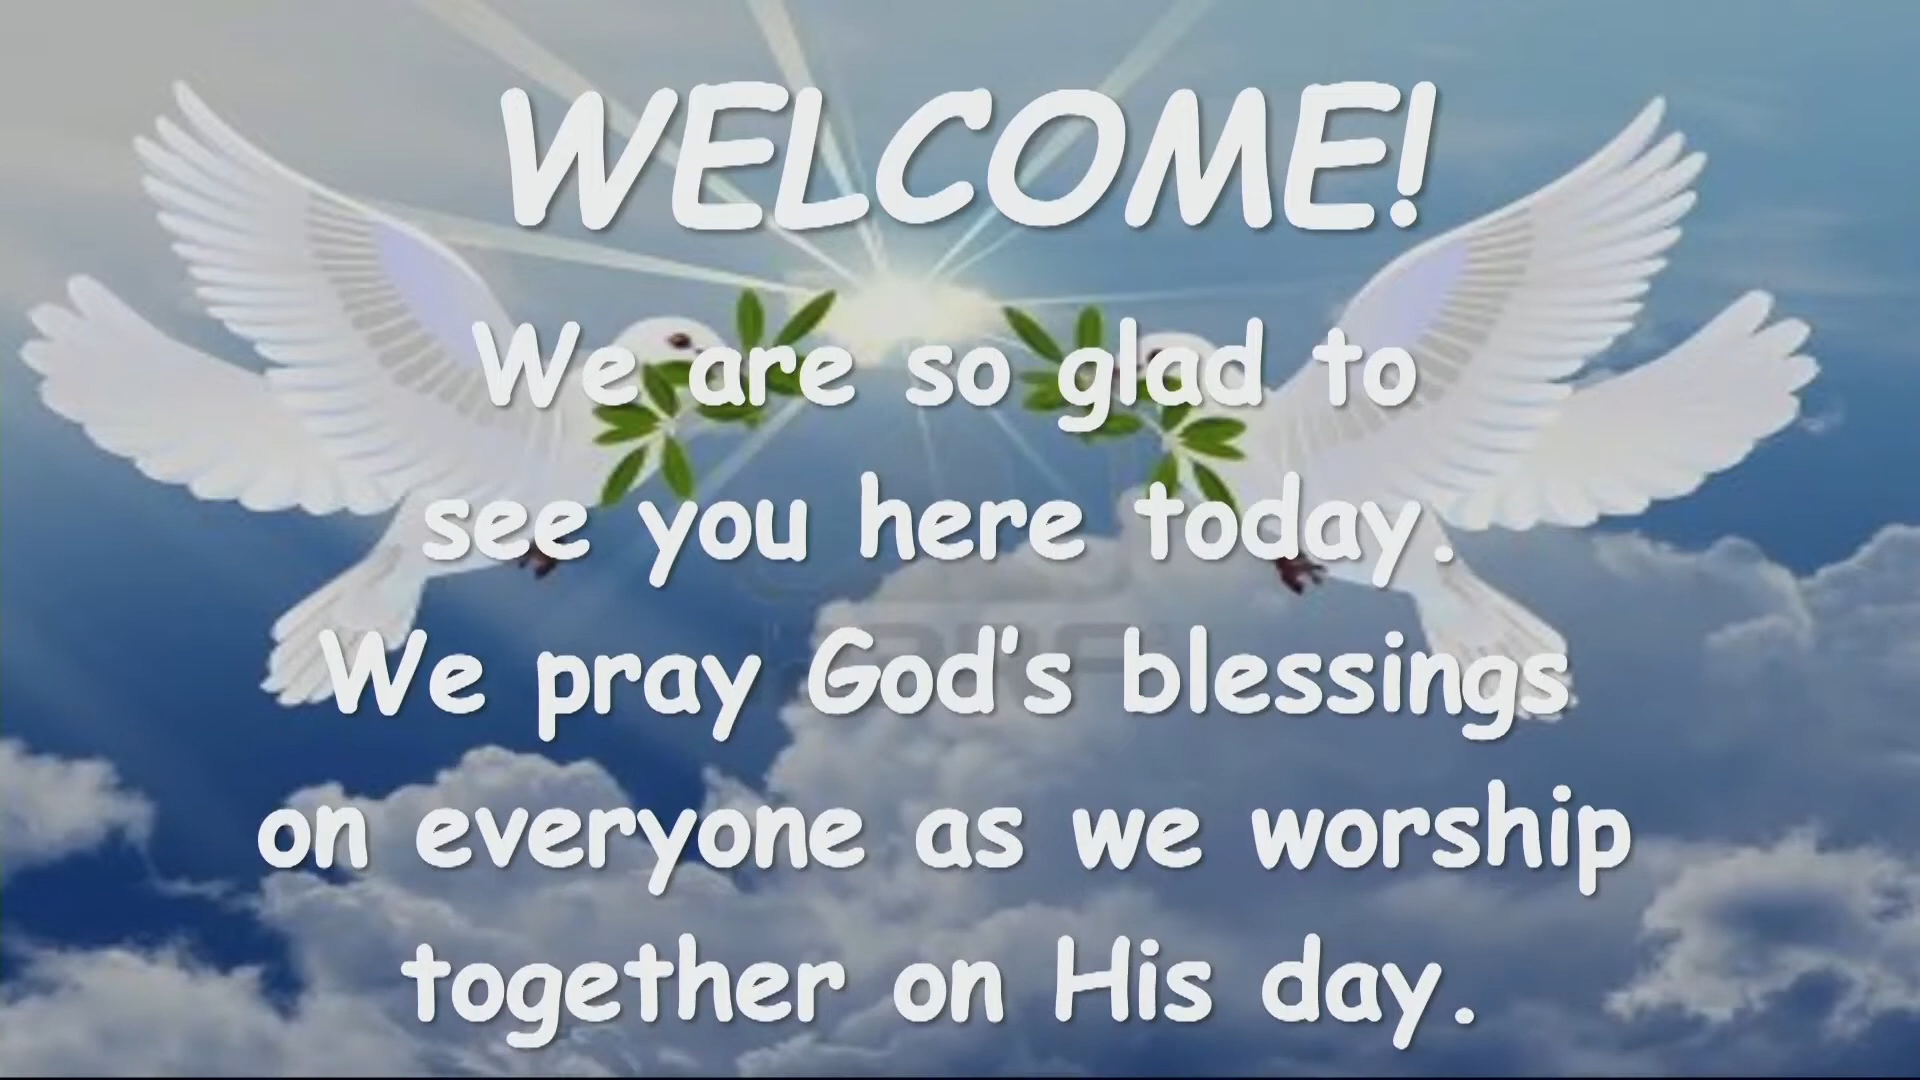 WELCOME!
We are so glad to
see you here today.
We pray God's blessings
on everyone as we worship
together on His day.